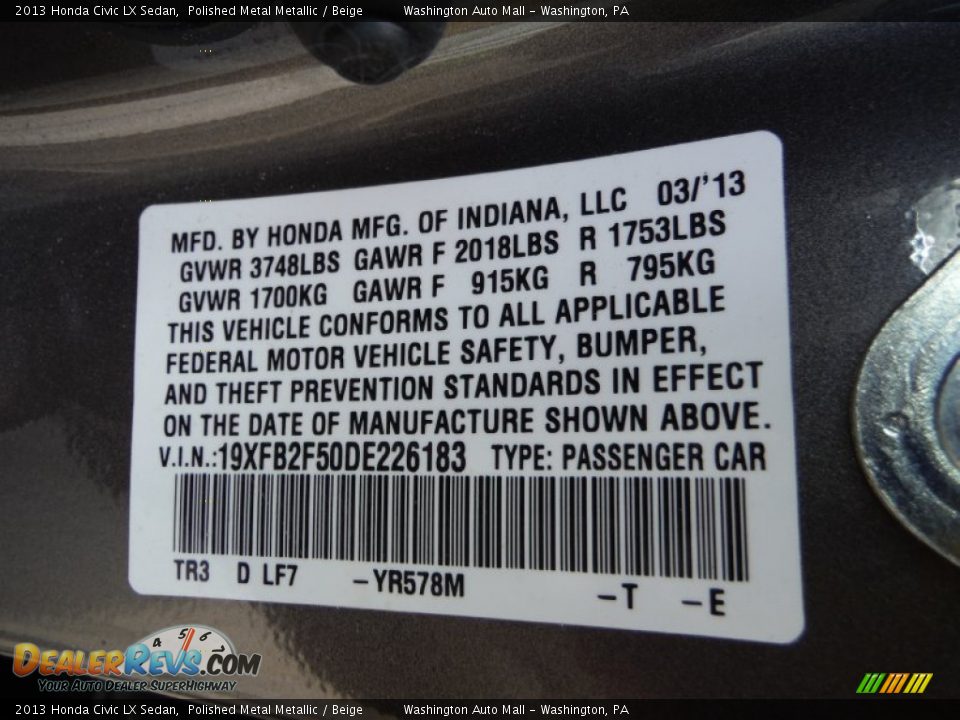 2013 Honda Civic LX Sedan, Polished Metal Metallic / Beige Washington Auto Mall - Washington, PA
MFD. BY HONDA MFG. OF INDIANA, LLC 03/'13
GVWR 3748LBS GAWR F 2018LBS R 1753LBS
GVWR 1700KG GAWR F 915KG R 795KG
THIS VEHICLE CONFORMS TO ALL APPLICABLE
FEDERAL MOTOR VEHICLE SAFETY, BUMPER,
AND THEFT PREVENTION STANDARDS IN EFFECT
ON THE DATE OF MANUFACTURE SHOWN ABOVE.
V.I.N.:19XFB2F50DE226183 TYPE: PASSENGER CAR
TR3 D LF7 -YR578M -T -E
4 5 6
DEALERREVS.COM
YOUR AUTO DEALER SUPERHIGHWAY
2013 Honda Civic LX Sedan, Polished Metal Metallic / Beige Washington Auto Mall - Washington, PA